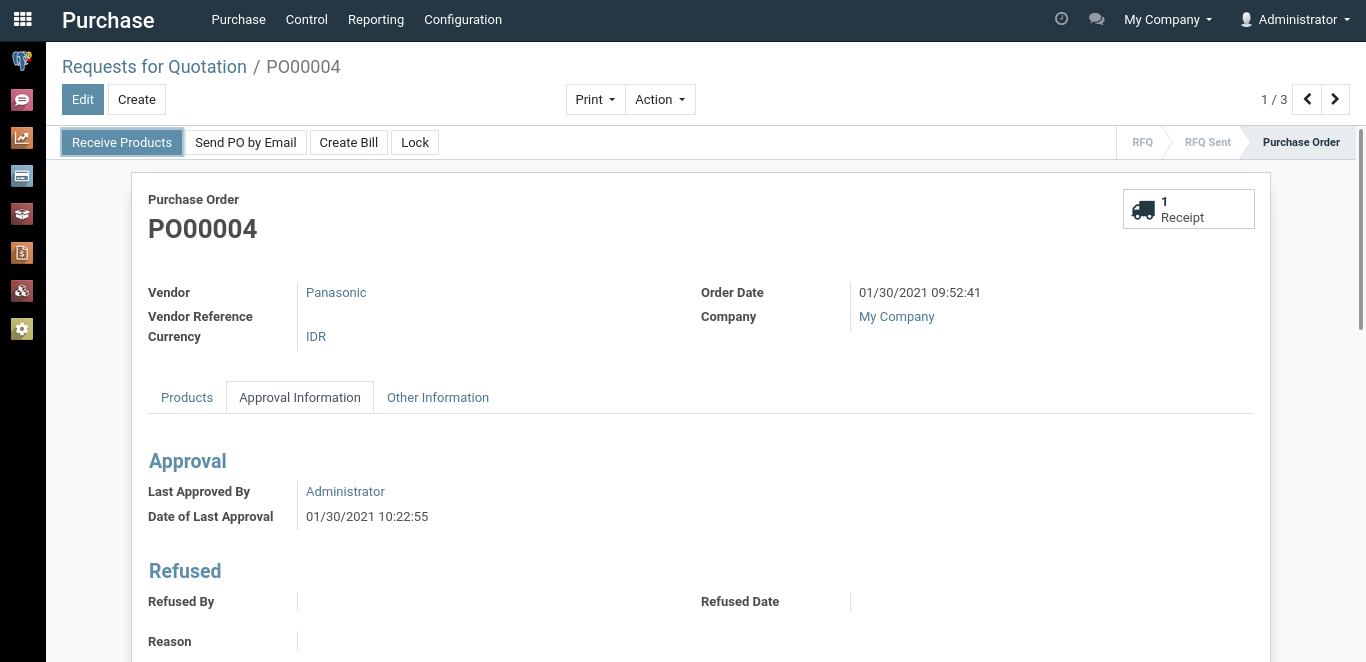 Purchase
Purchase Control Reporting Configuration
My Company Administrator
Requests for Quotation / PO00004
Edit Create
Print Action
1 / 3
Receive Products Send PO by Email Create Bill Lock
RFQ RFQ Sent Purchase Order
Purchase Order
PO00004
1
Receipt
Vendor Panasonic
Order Date 01/30/2021 09:52:41
Vendor Reference
Company My Company
Currency IDR
Products Approval Information Other Information
Approval
Last Approved By Administrator
Date of Last Approval 01/30/2021 10:22:55
Refused
Refused By
Refused Date
Reason